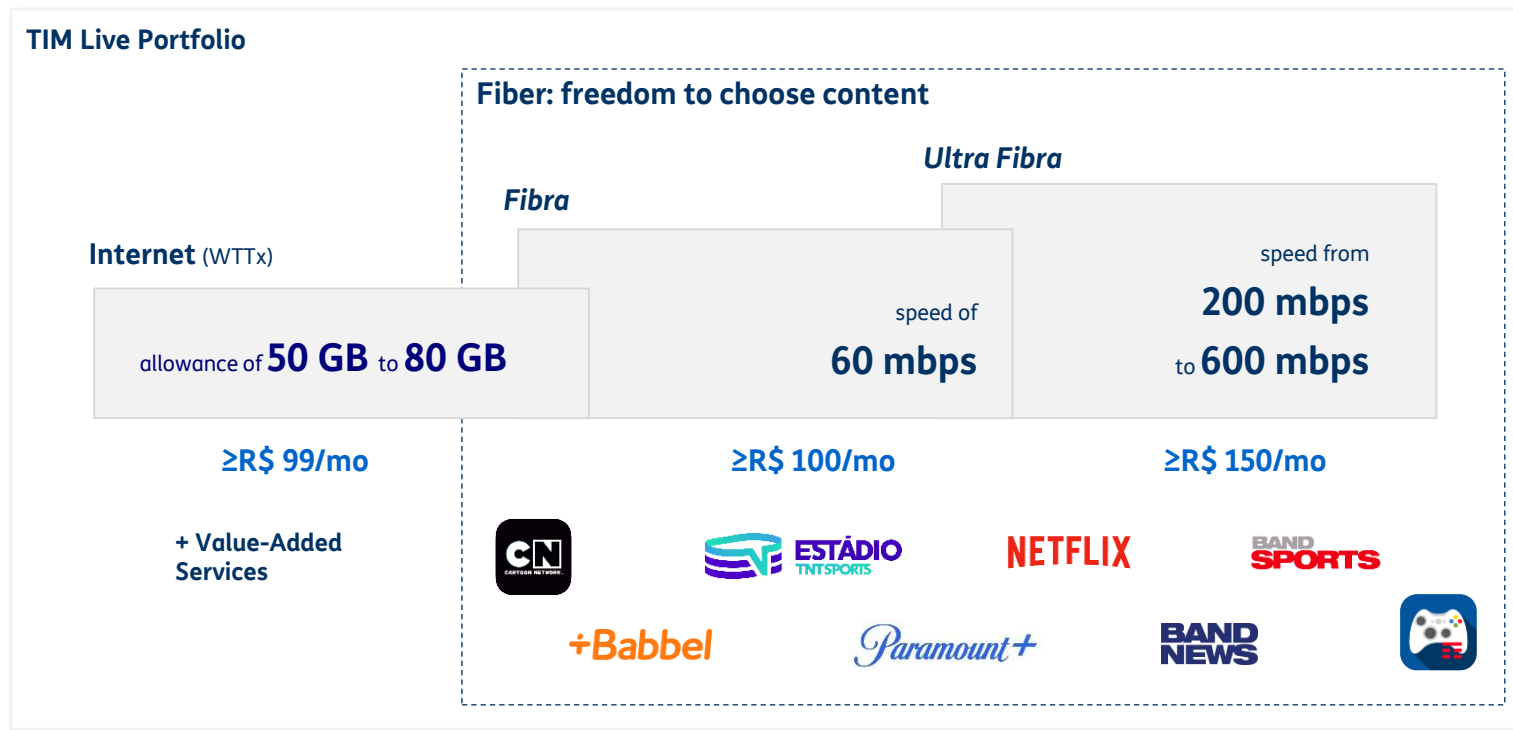 TIM Live Portfolio
Fiber: freedom to choose content
Ultra Fibra
Fibra
Internet (WTTx)
speed from
200 mbps
to 600 mbps
speed of
60 mbps
allowance of 50 GB to 80 GB
≥R$ 99/mo
≥R$ 100/mo
≥R$ 150/mo
+ Value-Added
Services
CN
CARTOON NETWORK.
ESTÁDIO
TNT SPORTS
NETFLIX
BAND
SPORTS
+Babbel
Paramount+
BAND
NEWS